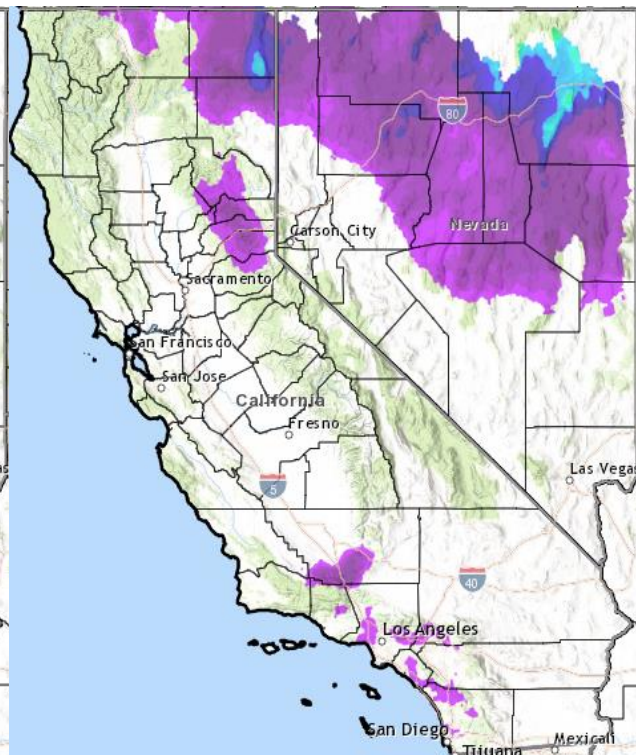 80
Nevada
Carson City
Sacramento
San Francisco
San Jose
California
Fresno
5
Las Vegas
40
Los Angeles
San Diego
Tijuana
Mexicali